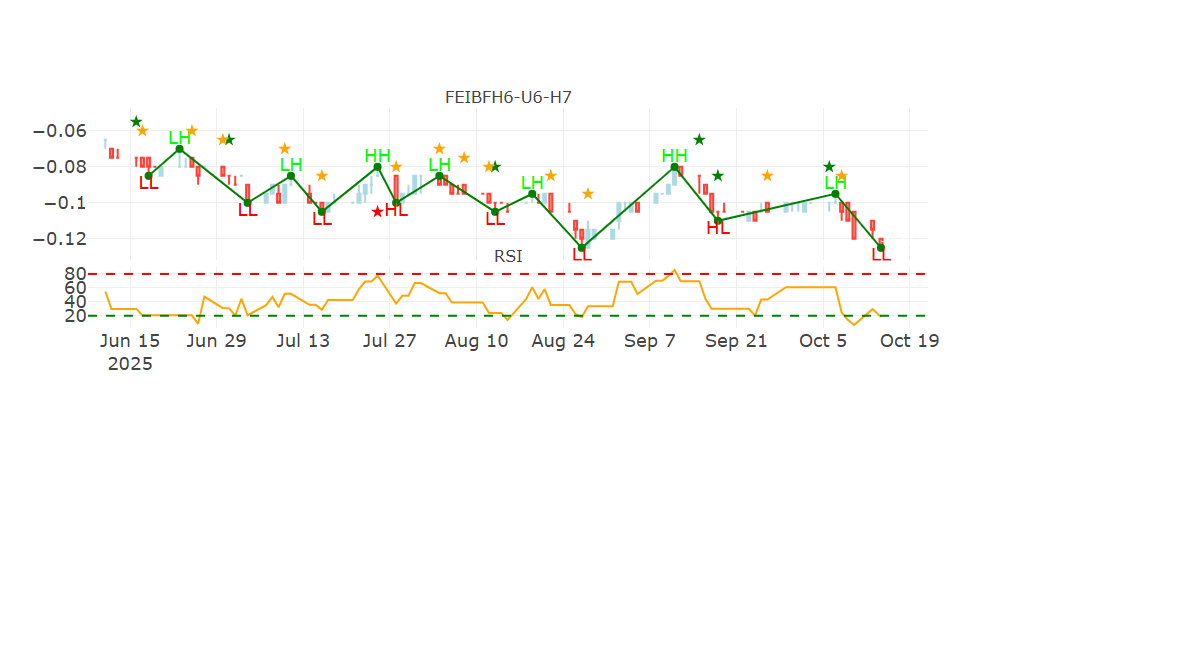 FEIBFH6-U6-H7
−0.06
−0.08
−0.1
−0.12
LL
LH
LL
LH
LL
HH
HL
LH
LL
LH
LL
HH
HL
LH
LL
RSI
80
60
40
20
Jun 15 Jun 29 Jul 13 Jul 27 Aug 10 Aug 24 Sep 7 Sep 21 Oct 5 Oct 19
2025